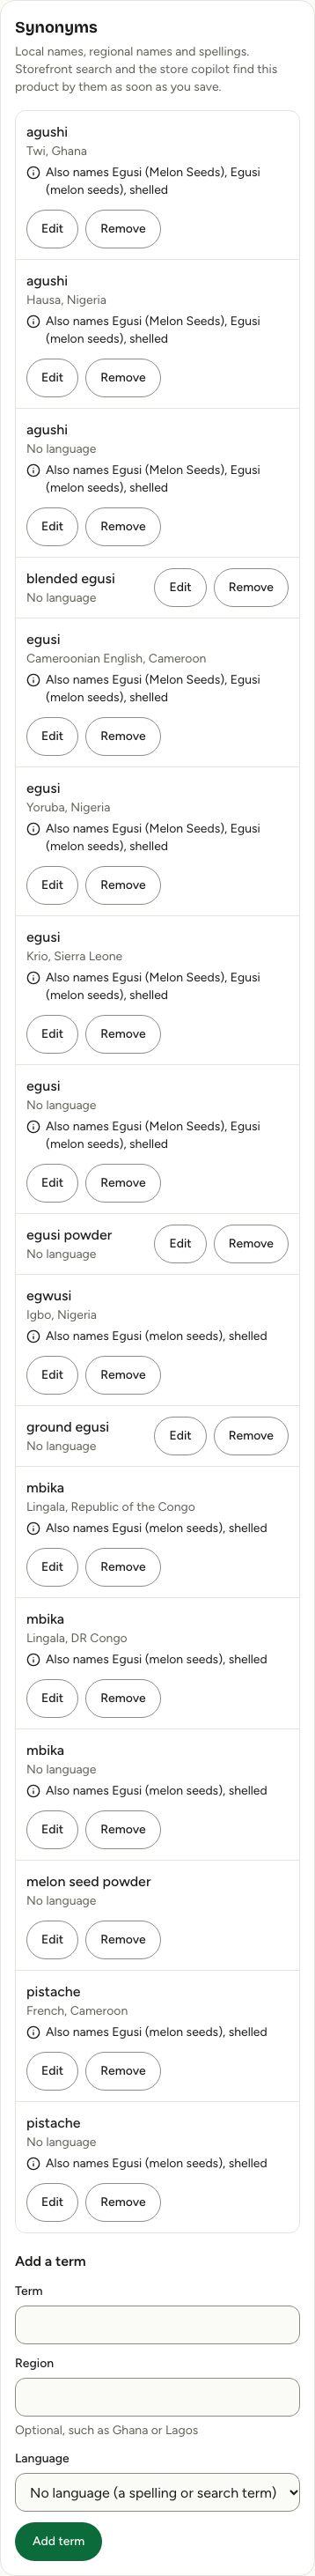 Synonyms
Local names, regional names and spellings.
Storefront search and the store copilot find this
product by them as soon as you save.
agushi
Twi, Ghana
Also names Egusi (Melon Seeds), Egusi
(melon seeds), shelled
Edit Remove
agushi
Hausa, Nigeria
Also names Egusi (Melon Seeds), Egusi
(melon seeds), shelled
Edit Remove
agushi
No language
Also names Egusi (Melon Seeds), Egusi
(melon seeds), shelled
Edit Remove
blended egusi
No language
Edit Remove
egusi
Cameroonian English, Cameroon
Also names Egusi (Melon Seeds), Egusi
(melon seeds), shelled
Edit Remove
egusi
Yoruba, Nigeria
Also names Egusi (Melon Seeds), Egusi
(melon seeds), shelled
Edit Remove
egusi
Krio, Sierra Leone
Also names Egusi (Melon Seeds), Egusi
(melon seeds), shelled
Edit Remove
egusi
No language
Also names Egusi (Melon Seeds), Egusi
(melon seeds), shelled
Edit Remove
egusi powder
No language
Edit Remove
egwusi
Igbo, Nigeria
Also names Egusi (melon seeds), shelled
Edit Remove
ground egusi
No language
Edit Remove
mbika
Lingala, Republic of the Congo
Also names Egusi (melon seeds), shelled
Edit Remove
mbika
Lingala, DR Congo
Also names Egusi (melon seeds), shelled
Edit Remove
mbika
No language
Also names Egusi (melon seeds), shelled
Edit Remove
melon seed powder
No language
Edit Remove
pistache
French, Cameroon
Also names Egusi (melon seeds), shelled
Edit Remove
pistache
No language
Also names Egusi (melon seeds), shelled
Edit Remove
Add a term
Term
Region
Optional, such as Ghana or Lagos
Language
No language (a spelling or search term)
Add term